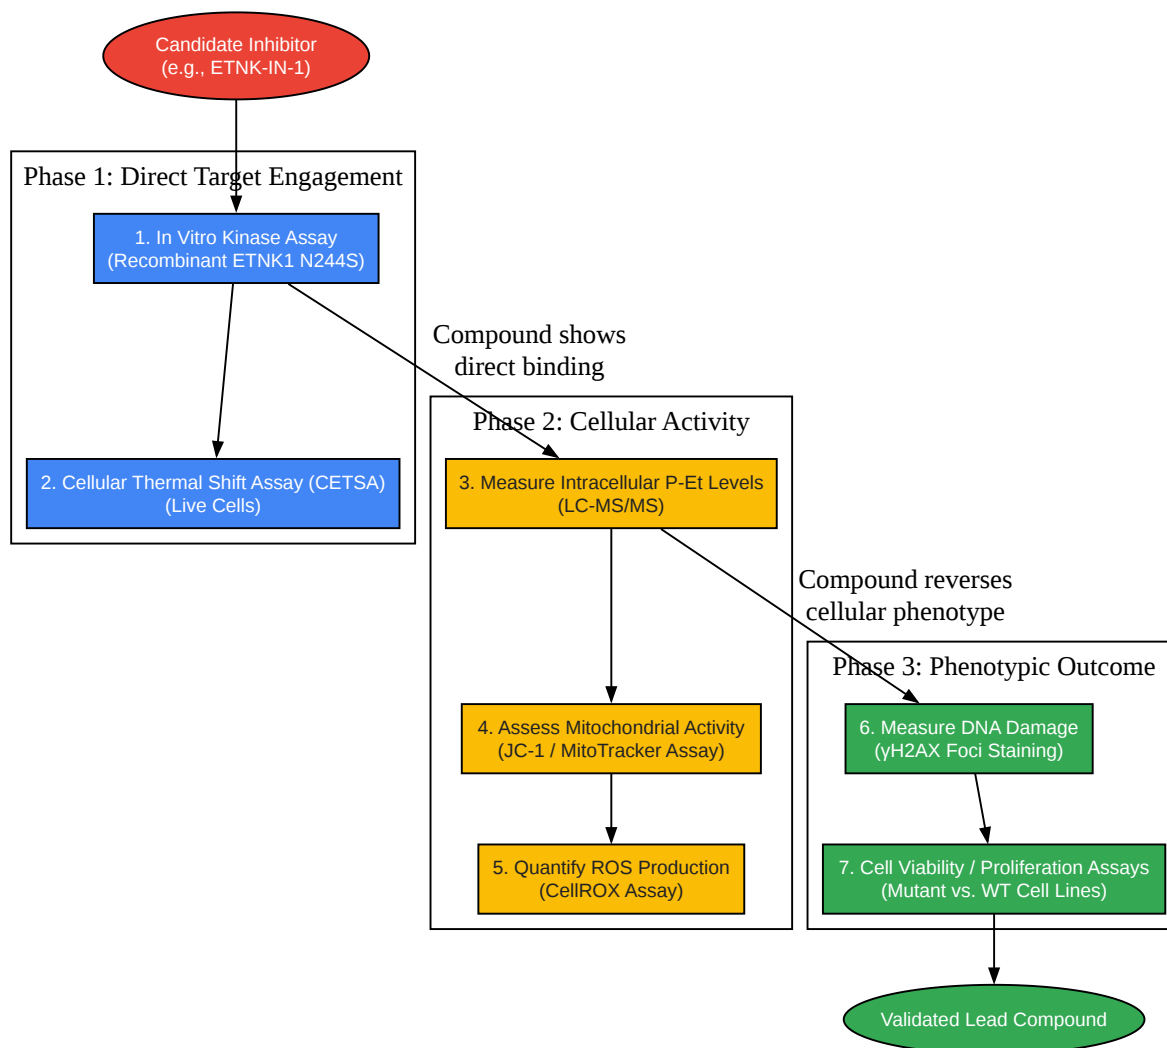 Candidate Inhibitor
(e.g., ETNK-IN-1)
Phase 1: Direct Target Engagement
1. In Vitro Kinase Assay
(Recombinant ETNK1 N244S)
Compound shows
direct binding
2. Cellular Thermal Shift Assay (CETSA)
(Live Cells)
Phase 2: Cellular Activity
3. Measure Intracellular P-Et Levels
(LC-MS/MS)
Compound reverses
cellular phenotype
4. Assess Mitochondrial Activity
(JC-1 / MitoTracker Assay)
5. Quantify ROS Production
(CellROX Assay)
Phase 3: Phenotypic Outcome
6. Measure DNA Damage
(γH2AX Foci Staining)
7. Cell Viability / Proliferation Assays
(Mutant vs. WT Cell Lines)
Validated Lead Compound